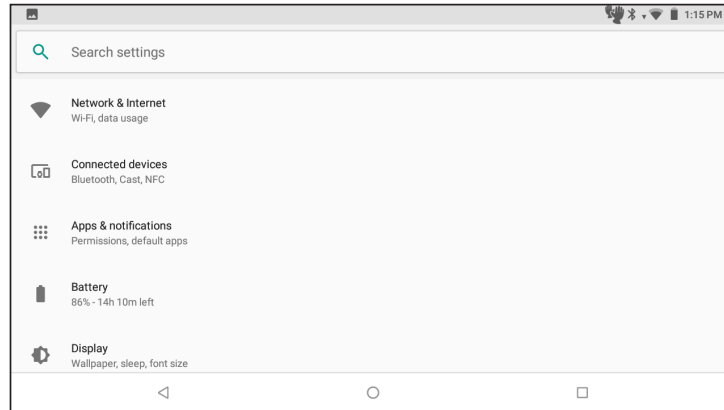 1:15 PM
Search settings
Network & Internet
Wi-Fi, data usage
Connected devices
Bluetooth, Cast, NFC
Apps & notifications
Permissions, default apps
Battery
86% - 14h 10m left
Display
Wallpaper, sleep, font size